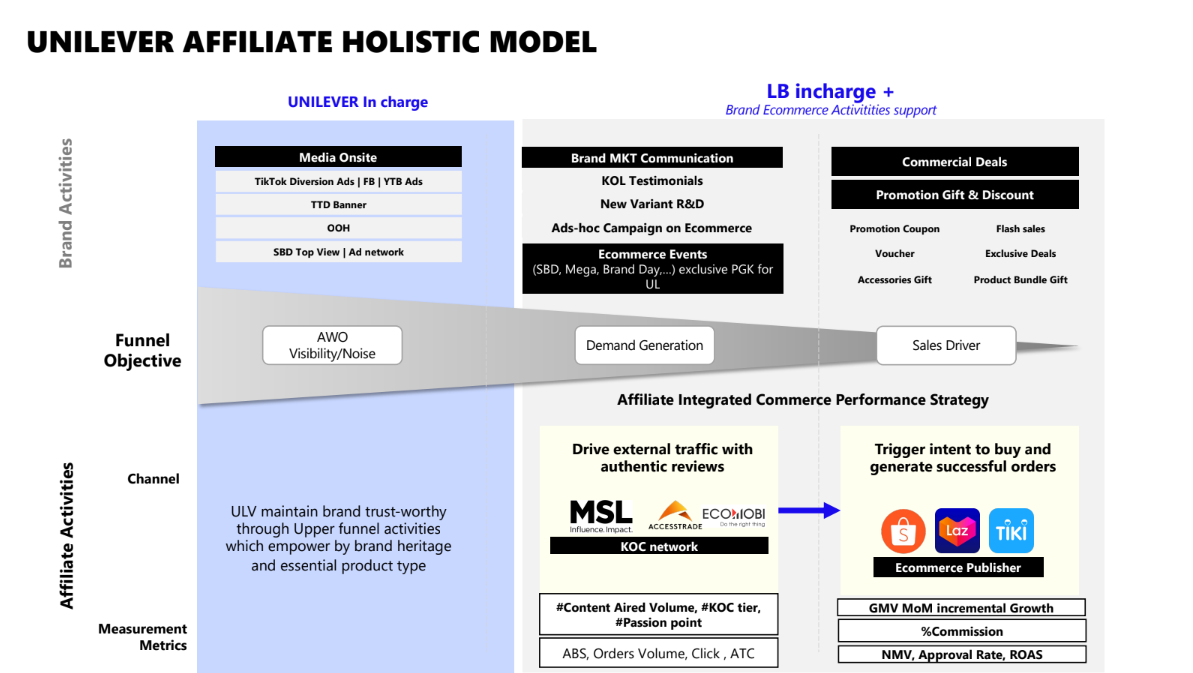 UNILEVER AFFILIATE HOLISTIC MODEL
UNILEVER In charge
LB incharge +
Brand Ecommerce Activitities support
Brand Activities
Media Onsite
TikTok Diversion Ads | FB | YTB Ads
TTD Banner
OOH
SBD Top View | Ad network
Brand MKT Communication
KOL Testimonials
New Variant R&D
Ads-hoc Campaign on Ecommerce
Ecommerce Events
(SBD, Mega, Brand Day,...) exclusive PGK for
UL
Commercial Deals
Promotion Gift & Discount
Promotion Coupon
Flash sales
Voucher
Exclusive Deals
Accessories Gift
Product Bundle Gift
Funnel
Objective
AWO
Visibility/Noise
Demand Generation
Sales Driver
Affiliate Integrated Commerce Performance Strategy
Affiliate Activities
Channel
ULV maintain brand trust-worthy
through Upper funnel activities
which empower by brand heritage
and essential product type
Drive external traffic with
authentic reviews
MSL
Influence.Impact.
ACCESSTRADE
ECOMOBI
Do the right thing
KOC network
Trigger intent to buy and
generate successful orders
S
Laz
TIKI
Ecommerce Publisher
Measurement
Metrics
#Content Aired Volume, #KOC tier,
#Passion point
ABS, Orders Volume, Click , ATC
GMV MoM incremental Growth
%Commission
NMV, Approval Rate, ROAS